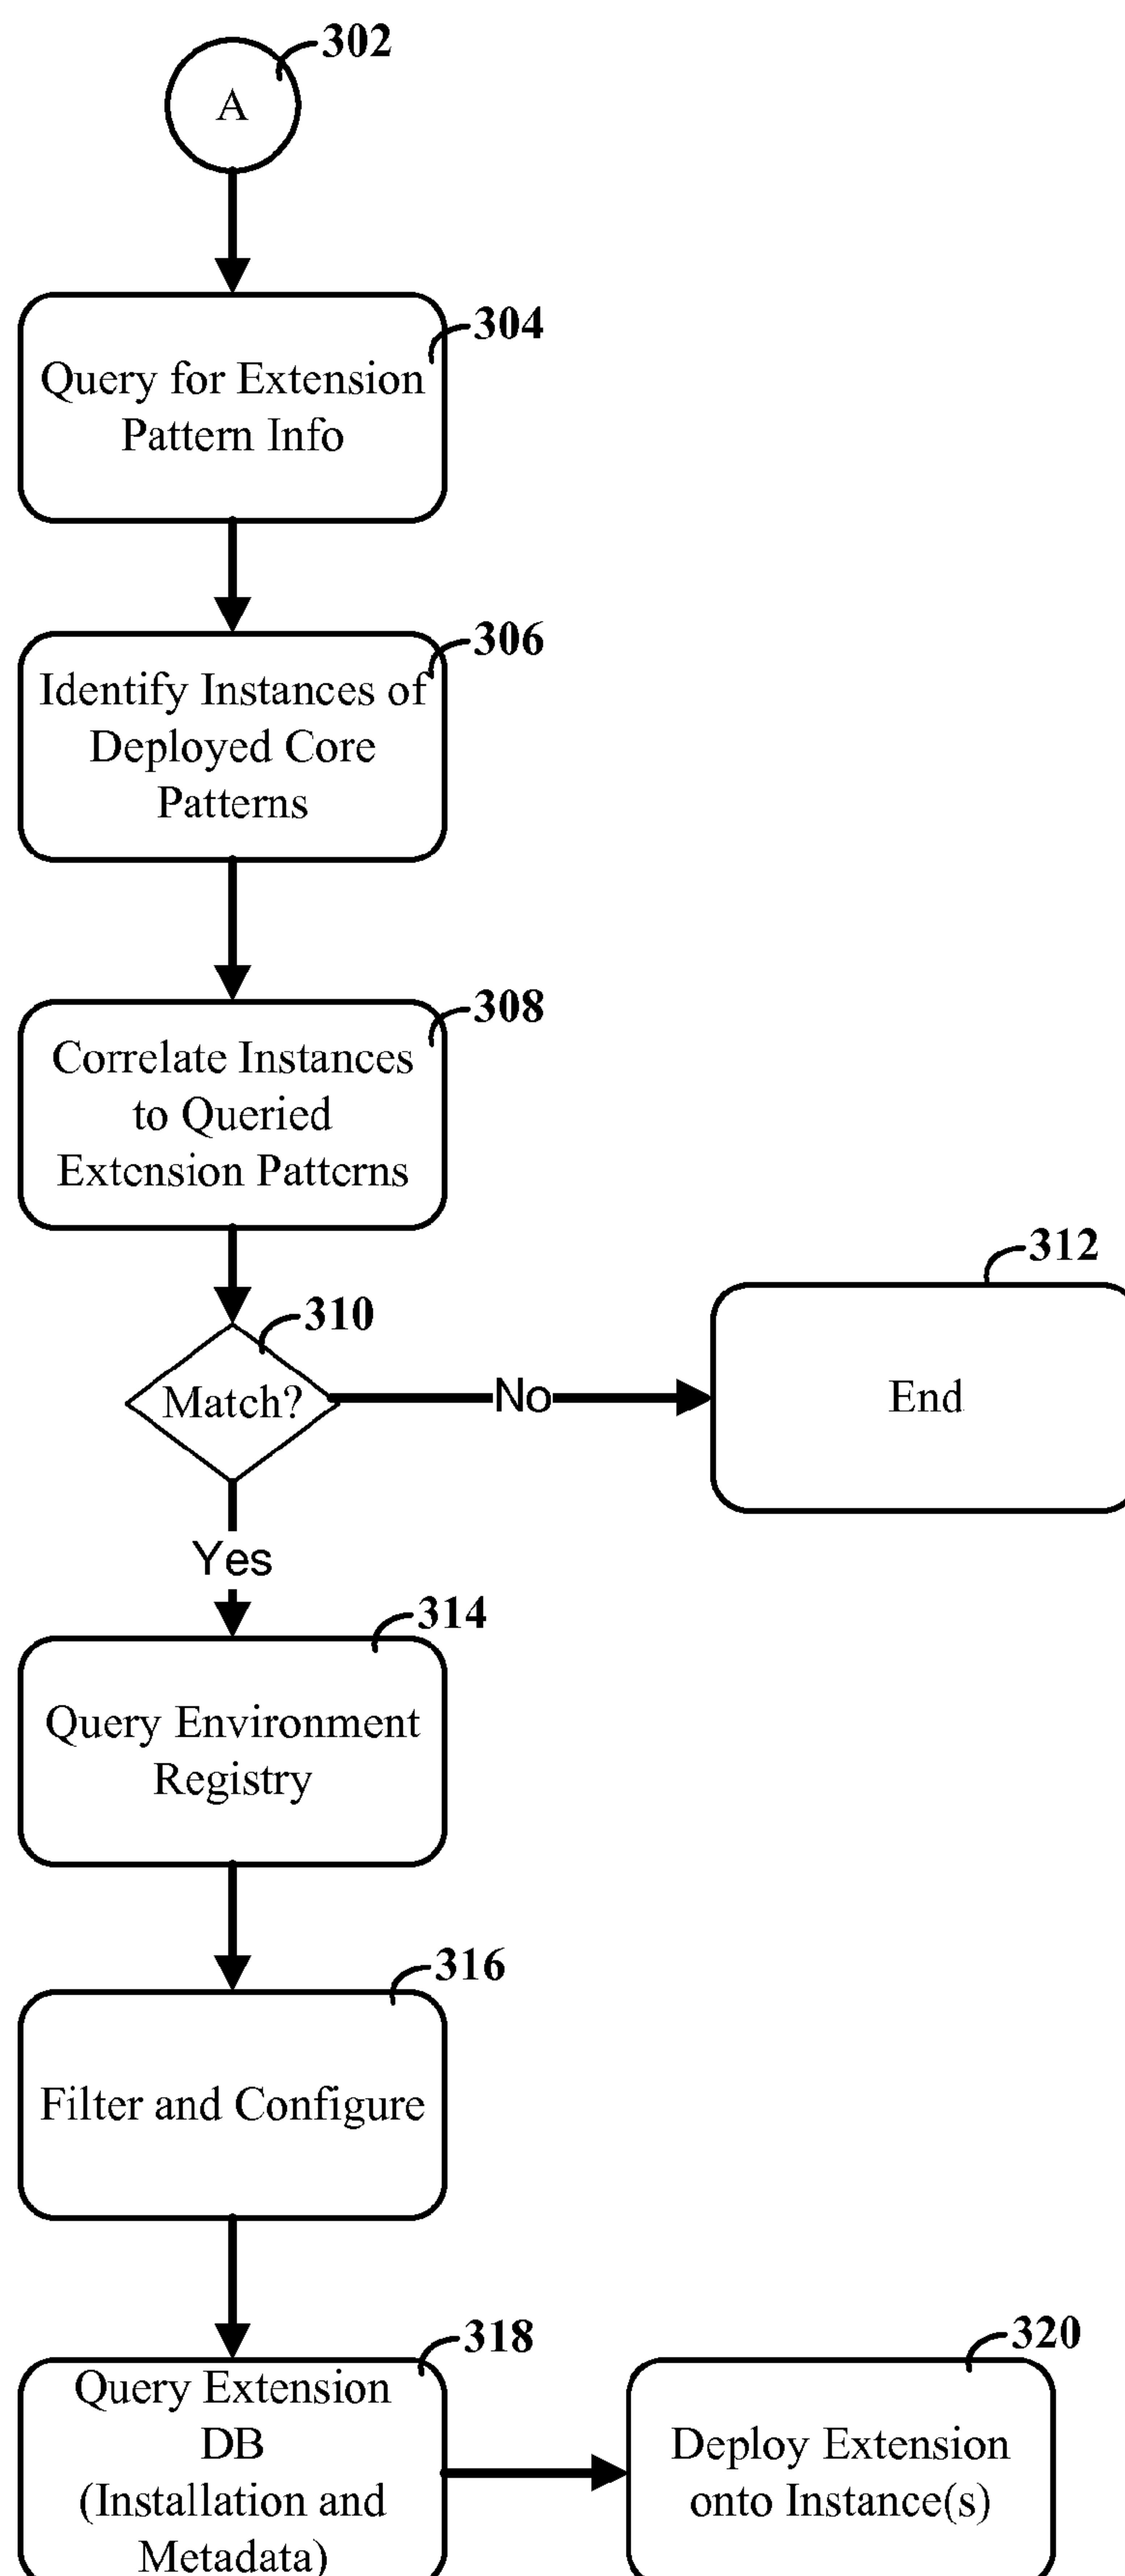 302
A
304
Query for Extension
Pattern Info
306
Identify Instances of
Deployed Core
Patterns
308
Correlate Instances
to Queried
Extension Patterns
312
310
Match?
No
End
Yes
314
Query Environment
Registry
316
Filter and Configure
318
320
Query Extension
DB
(Installation and
Metadata)
Deploy Extension
onto Instance(s)